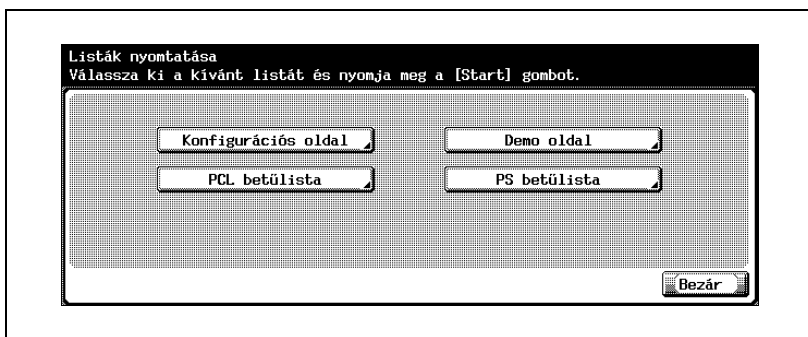 Listák nyomtatása
Válassza ki a kívánt listát és nyomja meg a [Start] gombot.
Konfigurációs oldal
Demo oldal
PCL betűlista
PS betűlista
Bezár